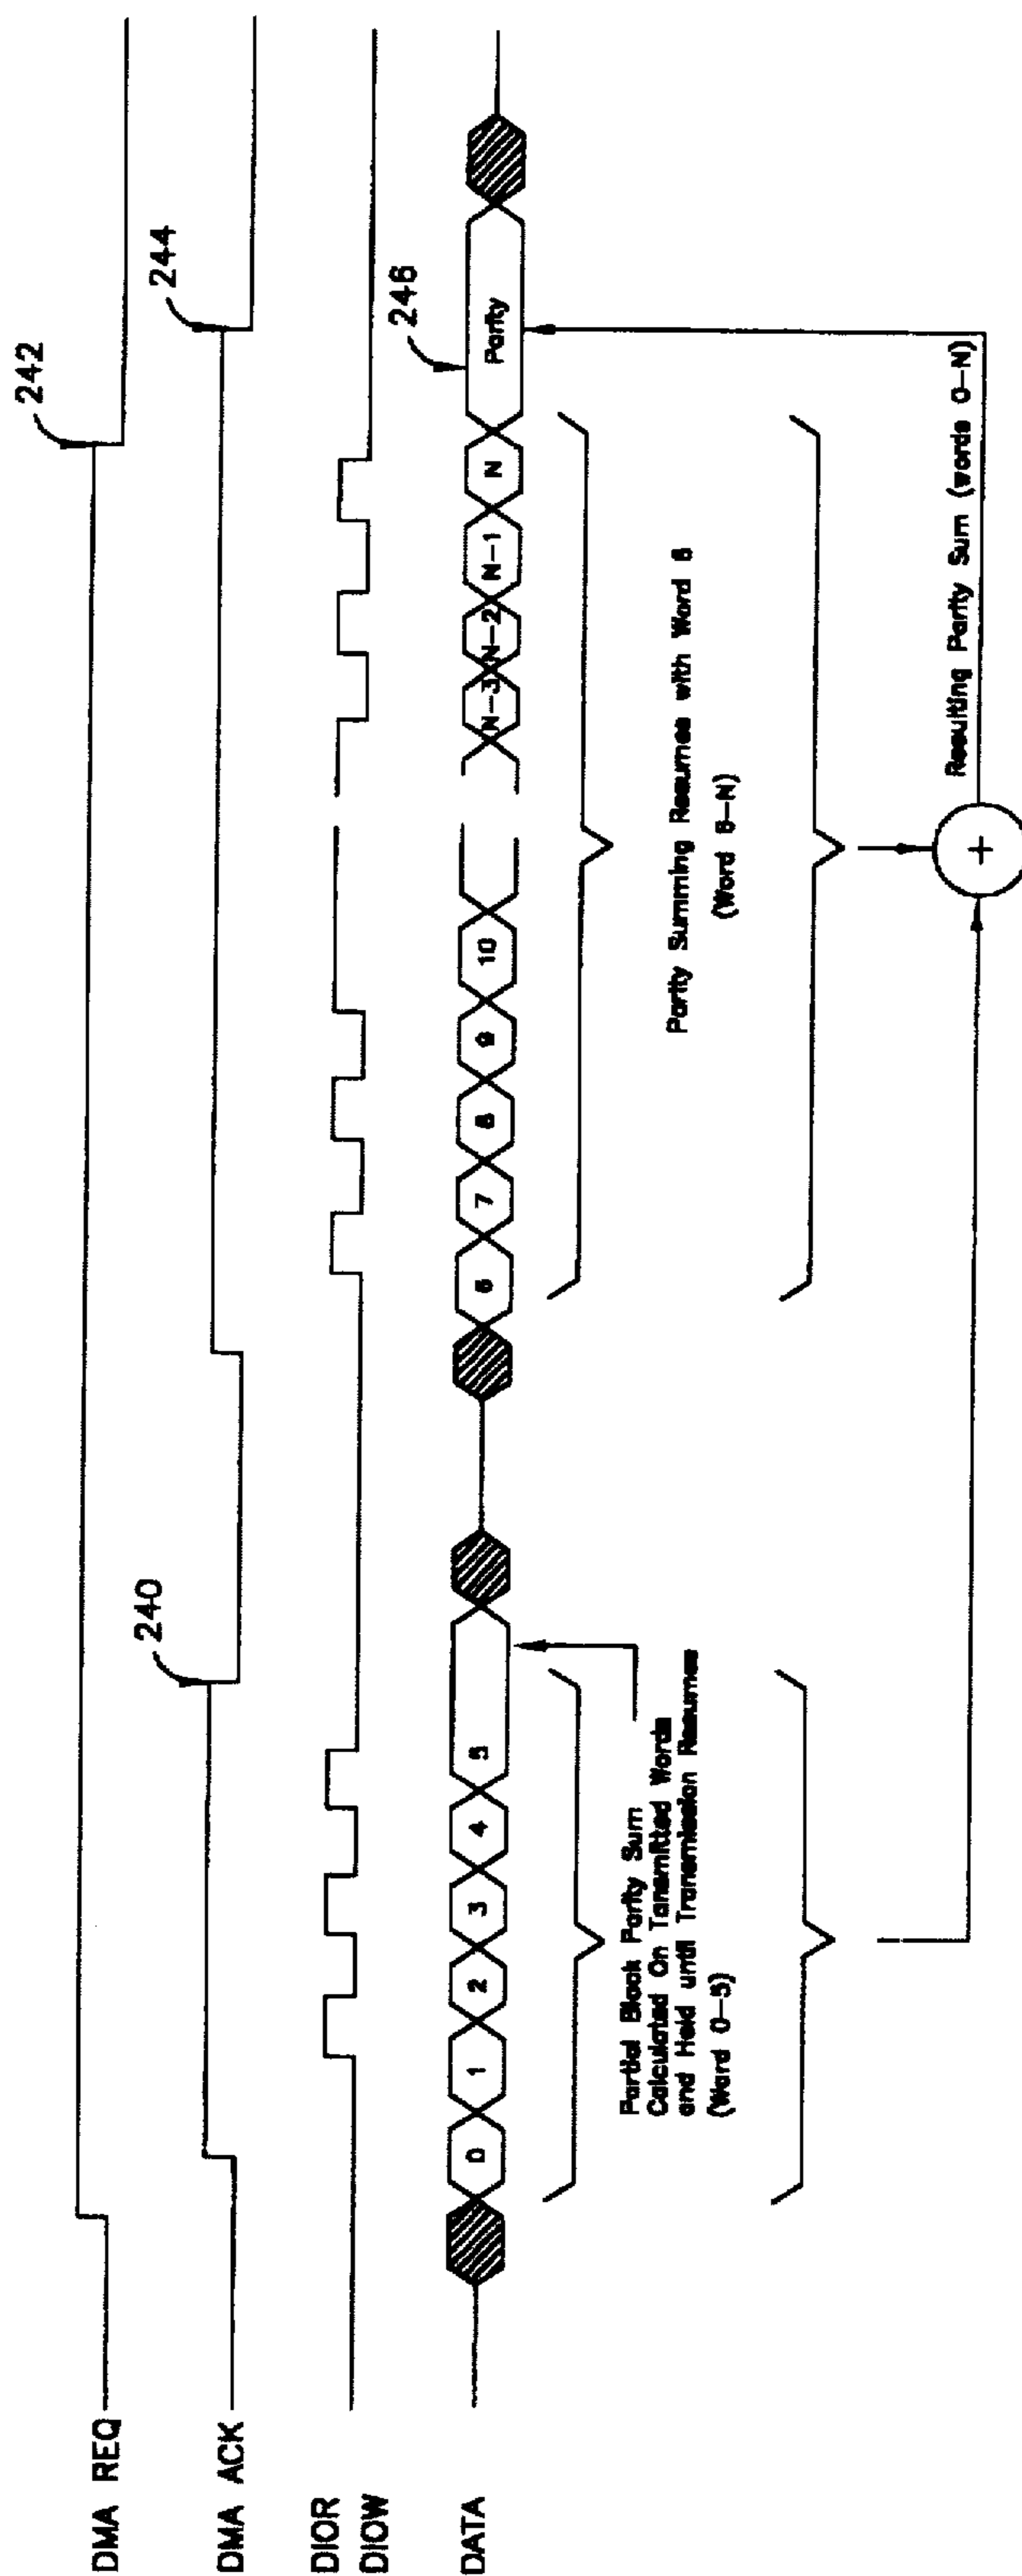 242
DMA REQ
240
244
DMA ACK
DIOR
DIOW
246
DATA
0
1
2
3
4
5
6
7
8
9
10
N-3
N-2
N-1
N
Parity
Partial Block Parity Sum
Calculated On Tansmitted Words
and Held until Transmission Resumes
(Word 0-5)
Parity Summing Resumes with Word 6
(Word 6-N)
+
Resulting Parity Sum (words 0-N)